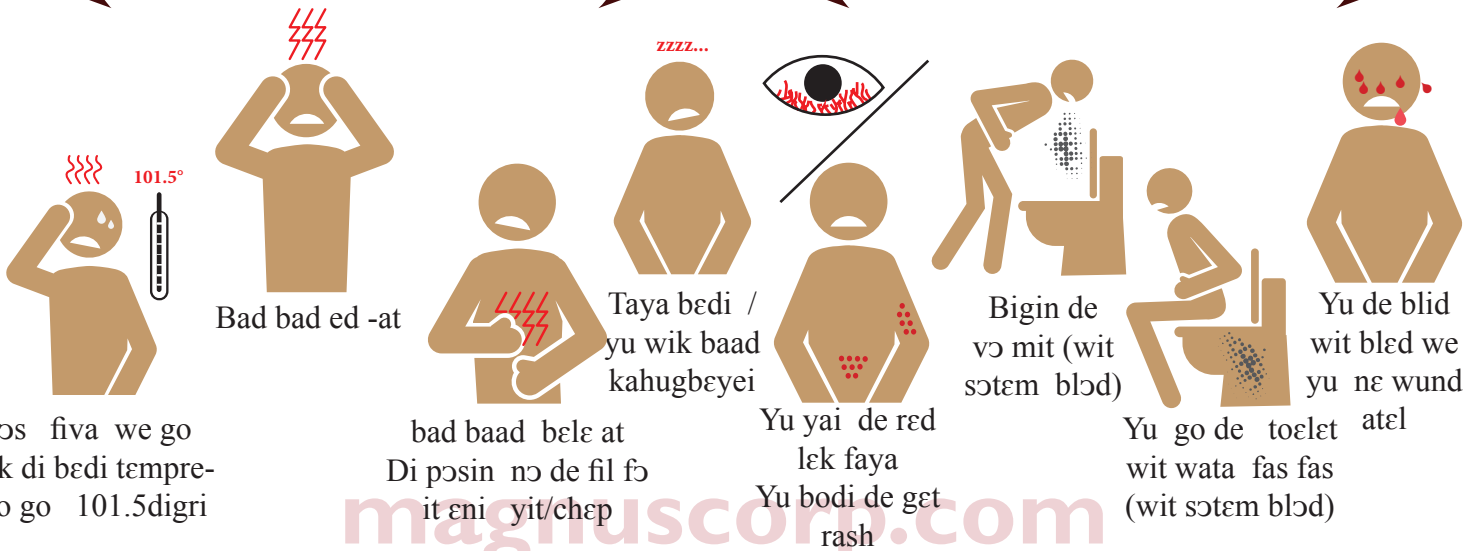 zzzz...
101.5°
Bad bad ed -at
Taya bɛdi /
yu wik baad
kahugbɛyei
Bigin de
vɔ mit (wit
sɔtɛm blɔd)
Yu de blid
wit blɛd we
yu nɛ wund
atɛl
fiva we go
di bɛdi tɛmpre-
go 101.5digri
bad baad bɛlɛ at
Di pɔsin nɔ de fil fɔ
it ɛni yit/chɛp
Yu yai de rɛd
lɛk faya
Yu bodi de gɛt
rash
Yu go de toɛlɛt
wit wata fas fas
(wit sɔtɛm blɔd)
magnuscorp.com